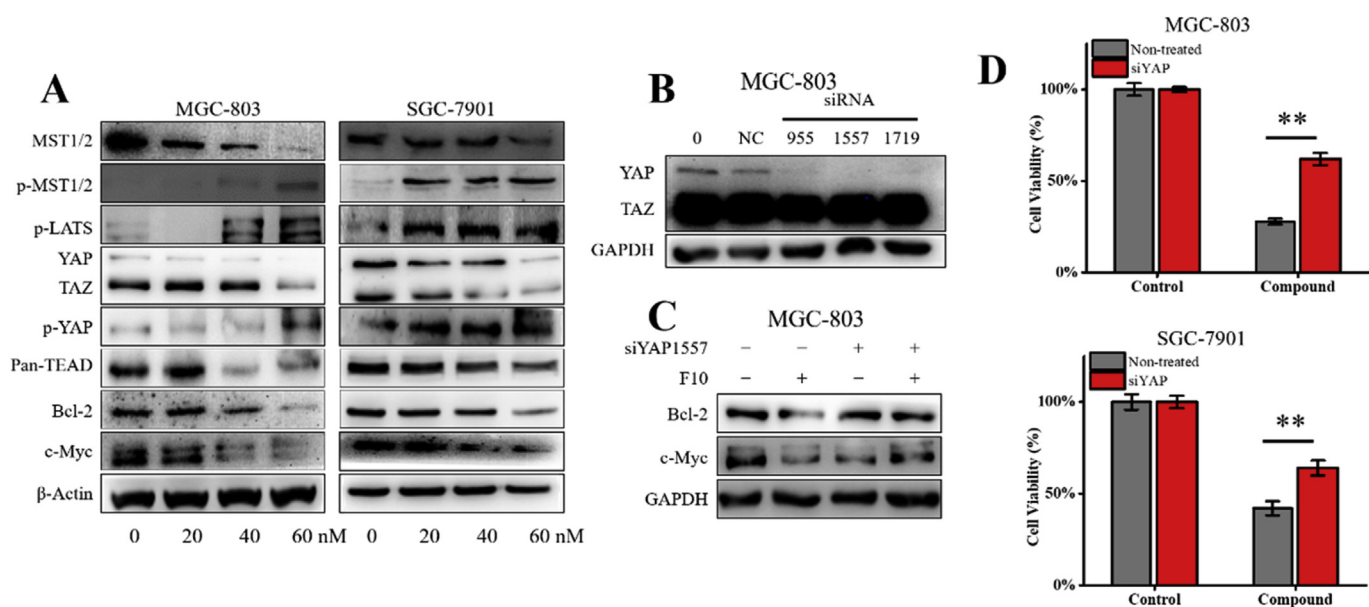 A
MGC-803
SGC-7901
MST1/2
p-MST1/2
p-LATS
YAP
TAZ
p-YAP
Pan-TEAD
Bcl-2
c-Myc
β-Actin
0 20 40 60 nM 0 20 40 60 nM
B
MGC-803
siRNA
0 NC 955 1557 1719
YAP
TAZ
GAPDH
C
MGC-803
siYAP1557 – – + +
F10 – + – +
Bcl-2
c-Myc
GAPDH
D
MGC-803
Non-treated
siYAP
Cell Viability (%)
100%
50%
0%
**
Control Compound
SGC-7901
Non-treated
siYAP
Cell Viability (%)
100%
50%
0%
**
Control Compound